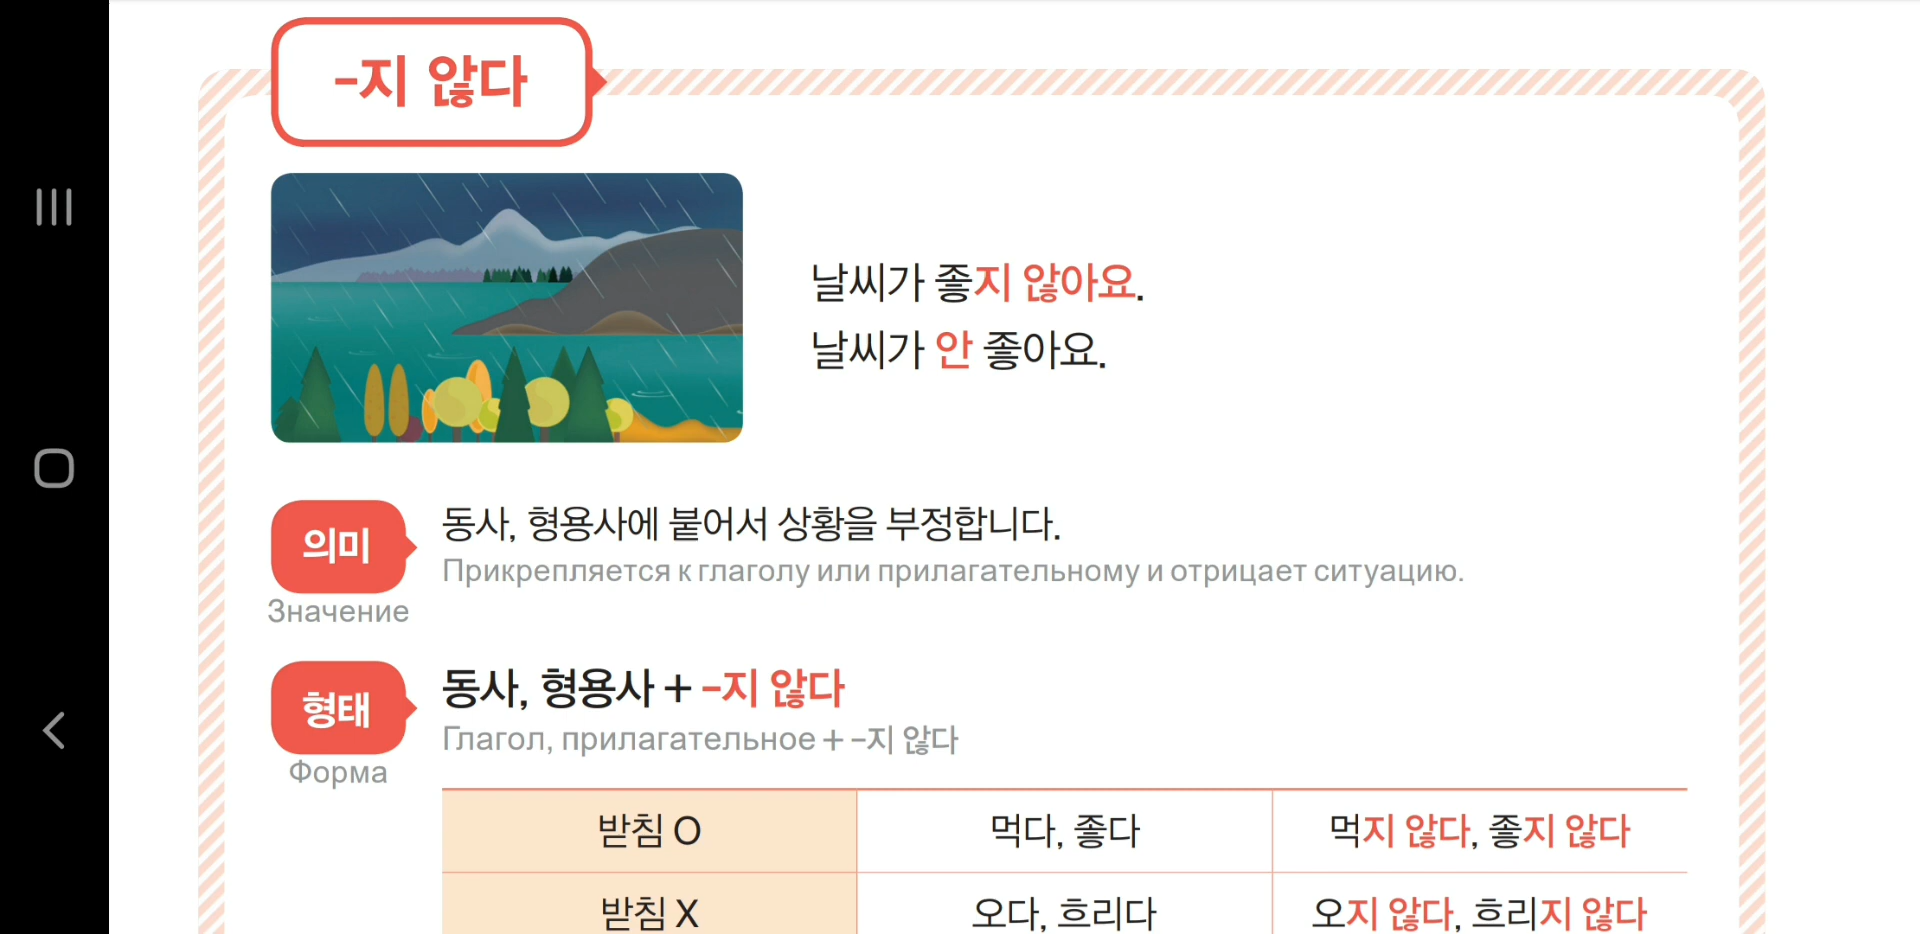 -지 않다
날씨가 좋지 않아요.
날씨가 안 좋아요.
의미
Значение
동사, 형용사에 붙어서 상황을 부정합니다.
Прикрепляется к глаголу или прилагательному и отрицает ситуацию.
형태
Форма
동사, 형용사 + -지 않다
Глагол, прилагательное + -지 않다
받침 O
먹다, 좋다
먹지 않다, 좋지 않다
받침 X
오다, 흐리다
오지 않다, 흐리지 않다